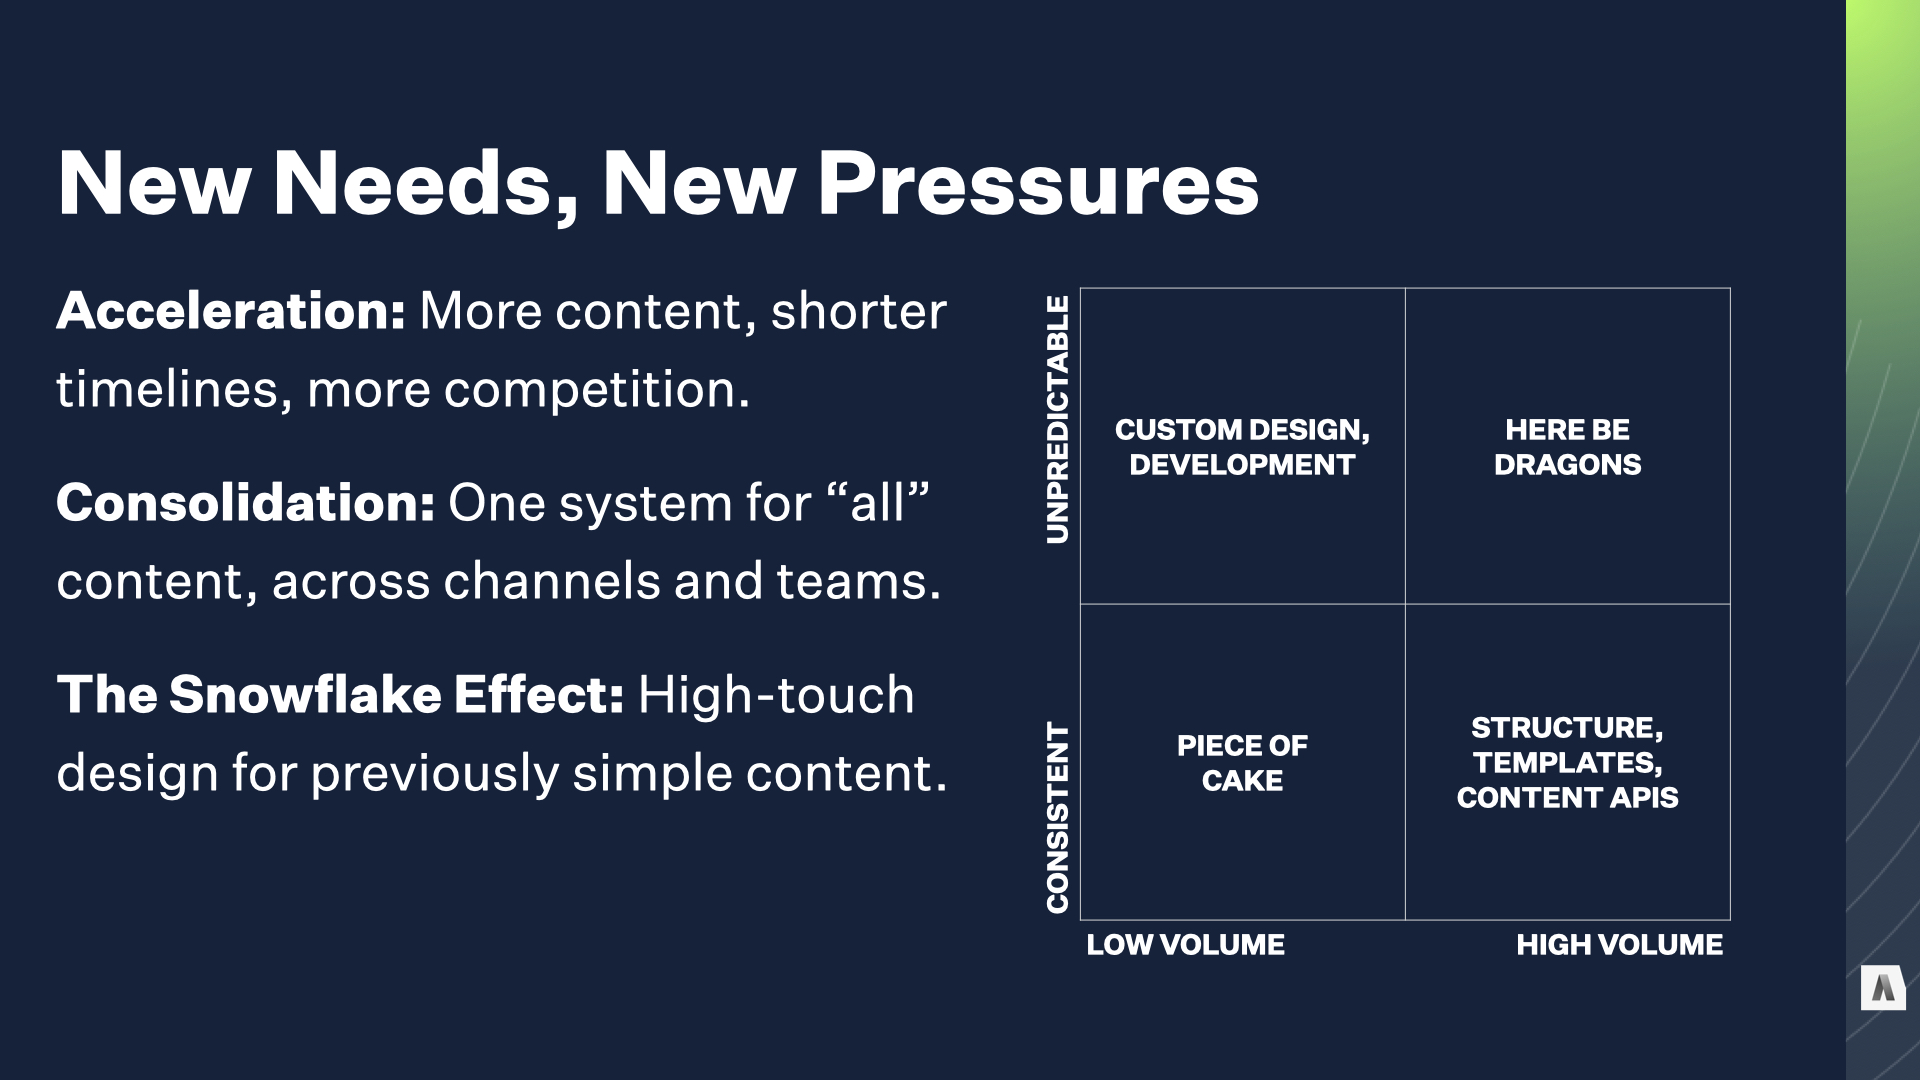 New Needs, New Pressures
Acceleration: More content, shorter
timelines, more competition.
Consolidation: One system for “all”
content, across channels and teams.
The Snowflake Effect: High-touch
design for previously simple content.
UNPREDICTABLE
CUSTOM DESIGN,
DEVELOPMENT
HERE BE
DRAGONS
CONSISTENT
PIECE OF
CAKE
STRUCTURE,
TEMPLATES,
CONTENT APIS
LOW VOLUME
HIGH VOLUME